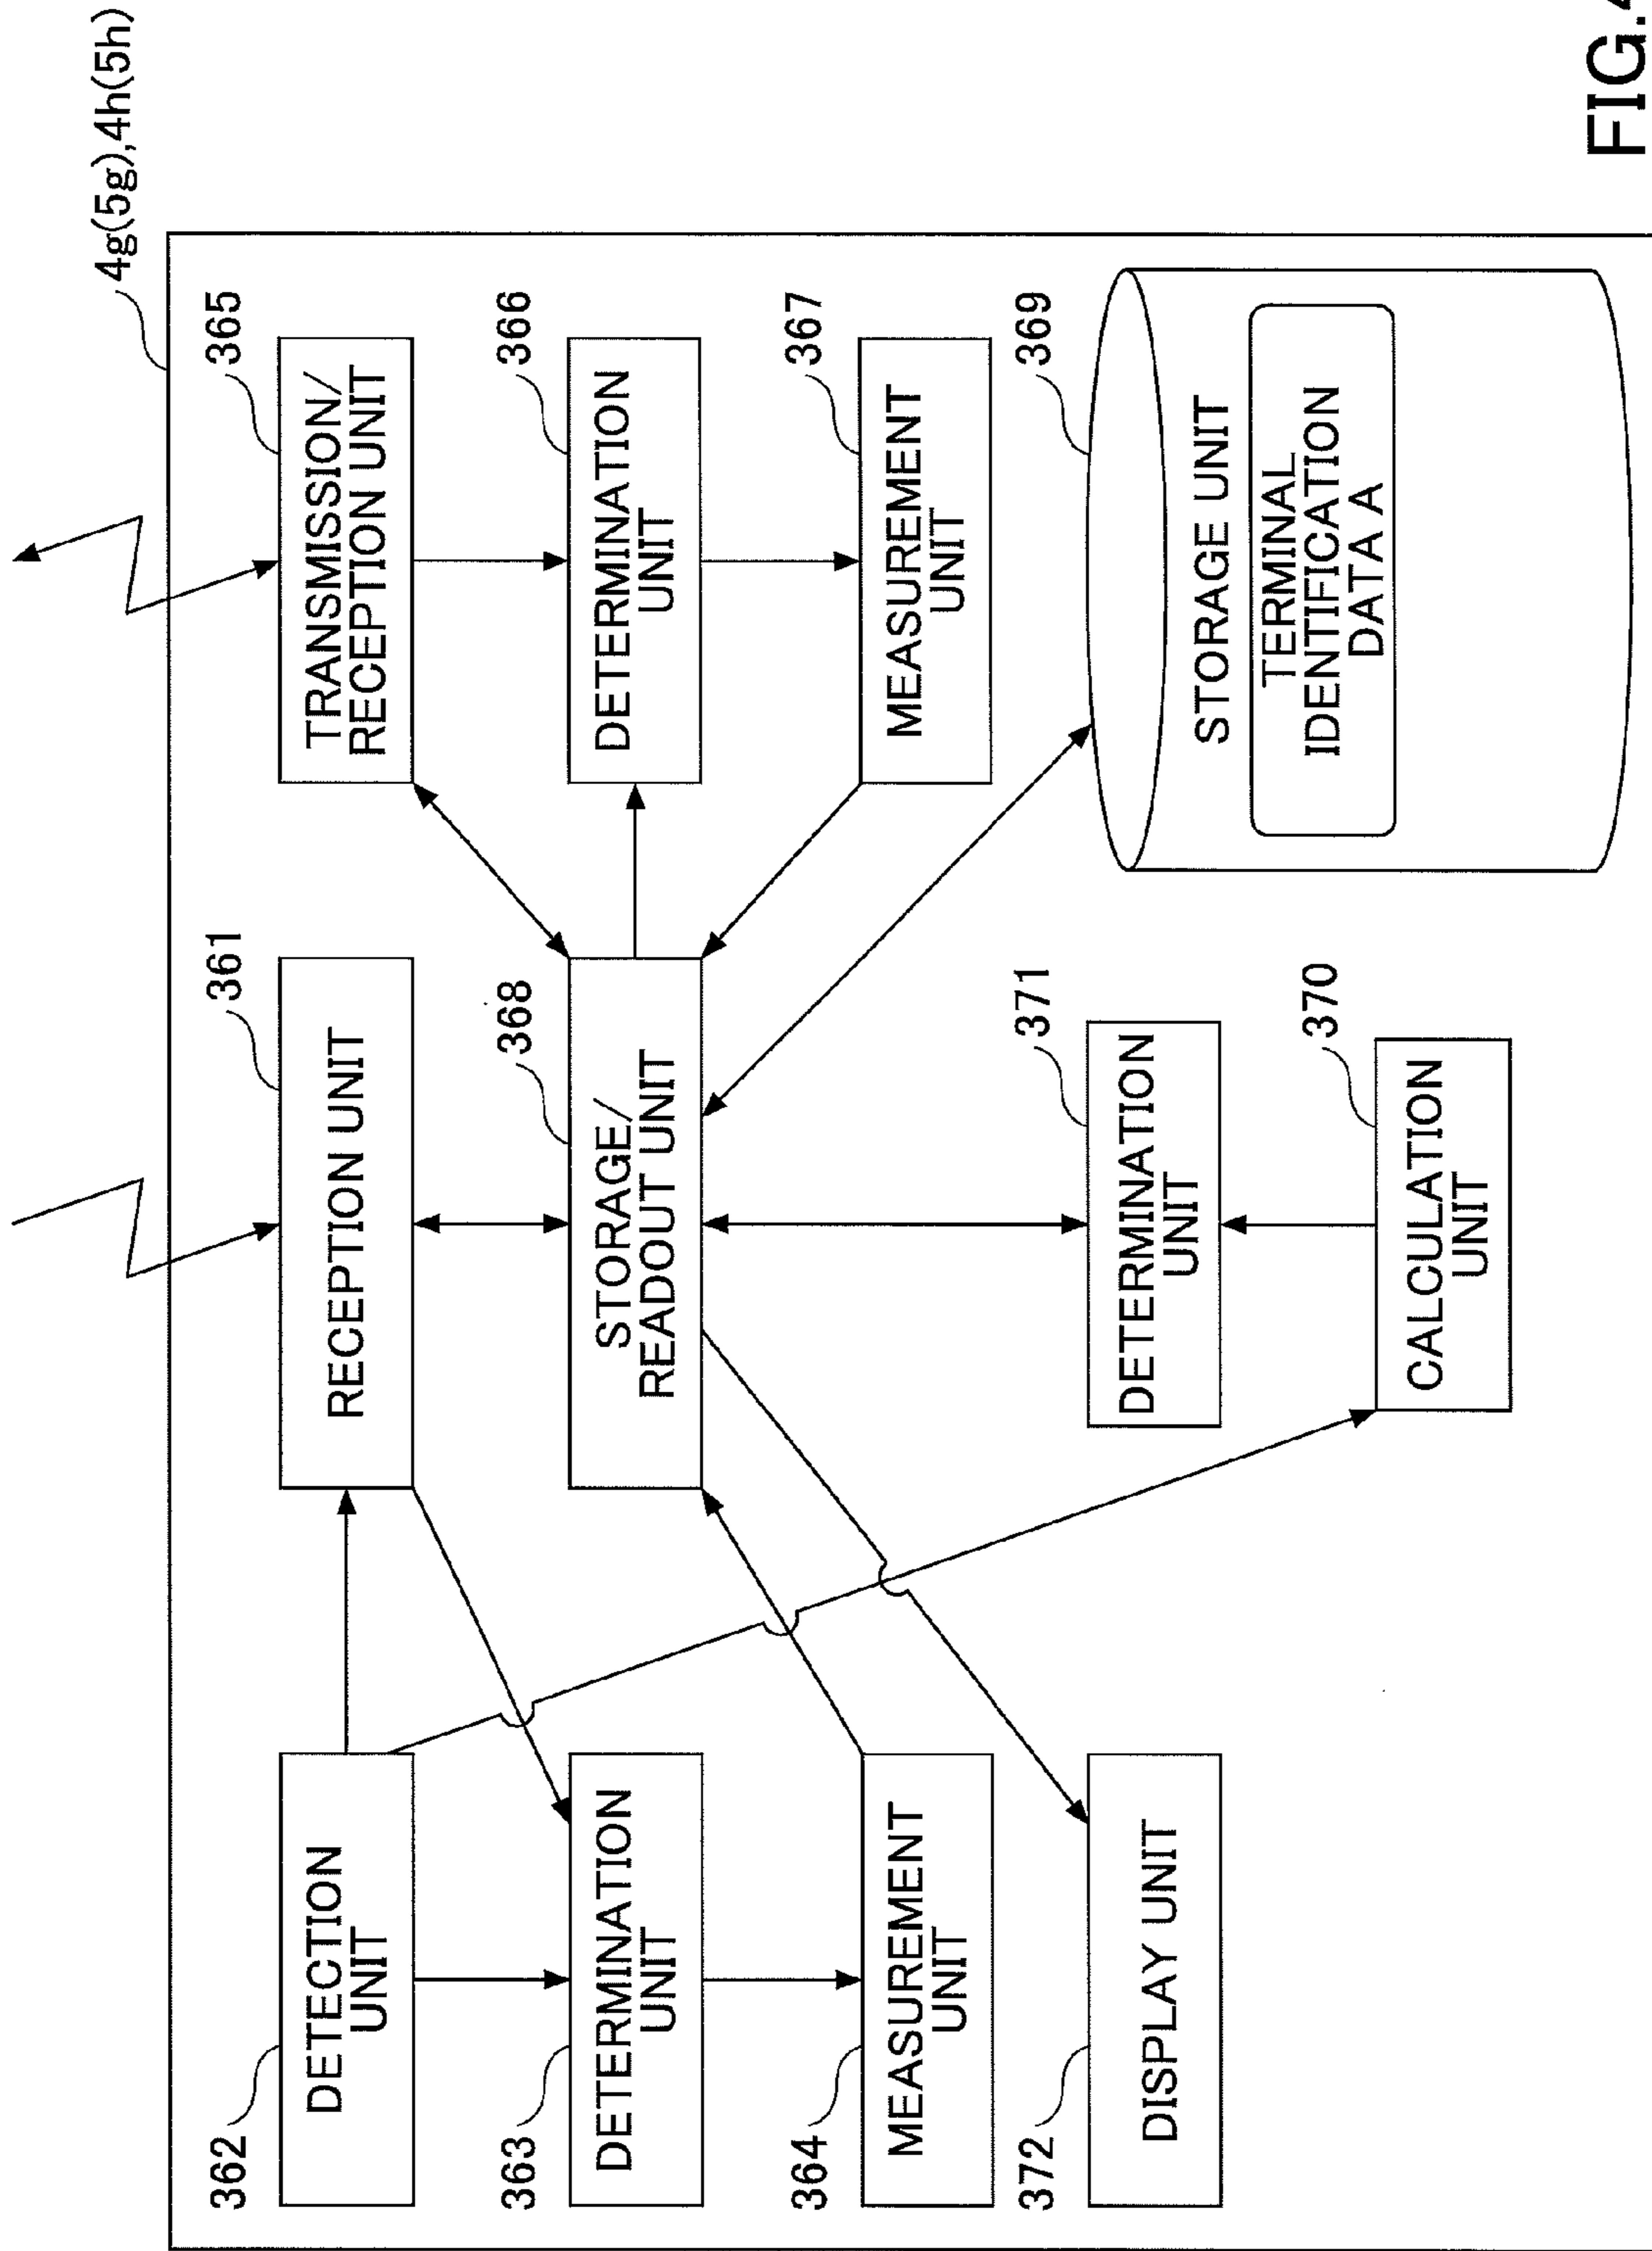 4g(5g),4h(5h)
362
DETECTION
UNIT
361
RECEPTION UNIT
365
TRANSMISSION/
RECEPTION UNIT
363
DETERMINATION
UNIT
368
STORAGE/
READOUT UNIT
366
DETERMINATION
UNIT
364
MEASUREMENT
UNIT
367
MEASUREMENT
UNIT
372
DISPLAY UNIT
371
DETERMINATION
UNIT
369
STORAGE UNIT
TERMINAL
IDENTIFICATION
DATA A
370
CALCULATION
UNIT
FIG.4